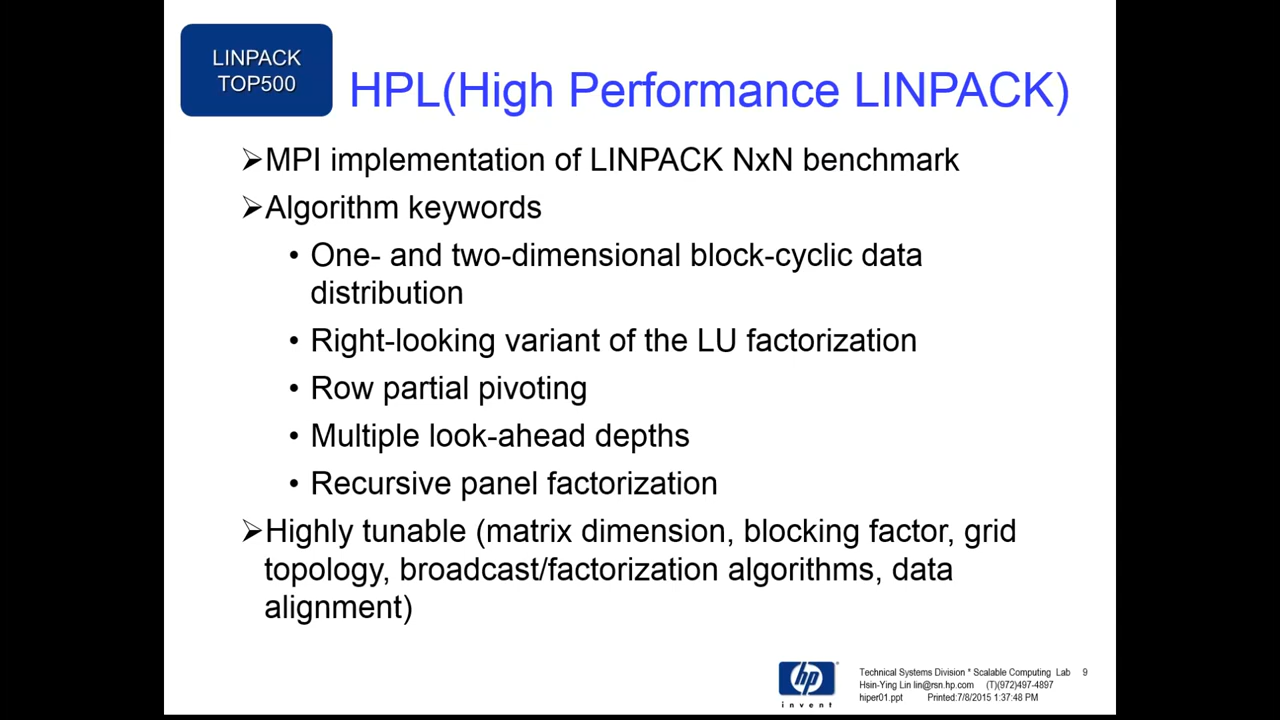 LINPACK
TOP500
HPL(High Performance LINPACK)
➢MPI implementation of LINPACK NxN benchmark
➢Algorithm keywords
• One- and two-dimensional block-cyclic data
distribution
• Right-looking variant of the LU factorization
• Row partial pivoting
• Multiple look-ahead depths
• Recursive panel factorization
➢Highly tunable (matrix dimension, blocking factor, grid
topology, broadcast/factorization algorithms, data
alignment)
hp
invent
Technical Systems Division * Scalable Computing Lab 9
Hsin-Ying Lin lin@rsn.hp.com (T)(972)497-4897
hiper01.ppt Printed:7/8/2015 1:37:48 PM